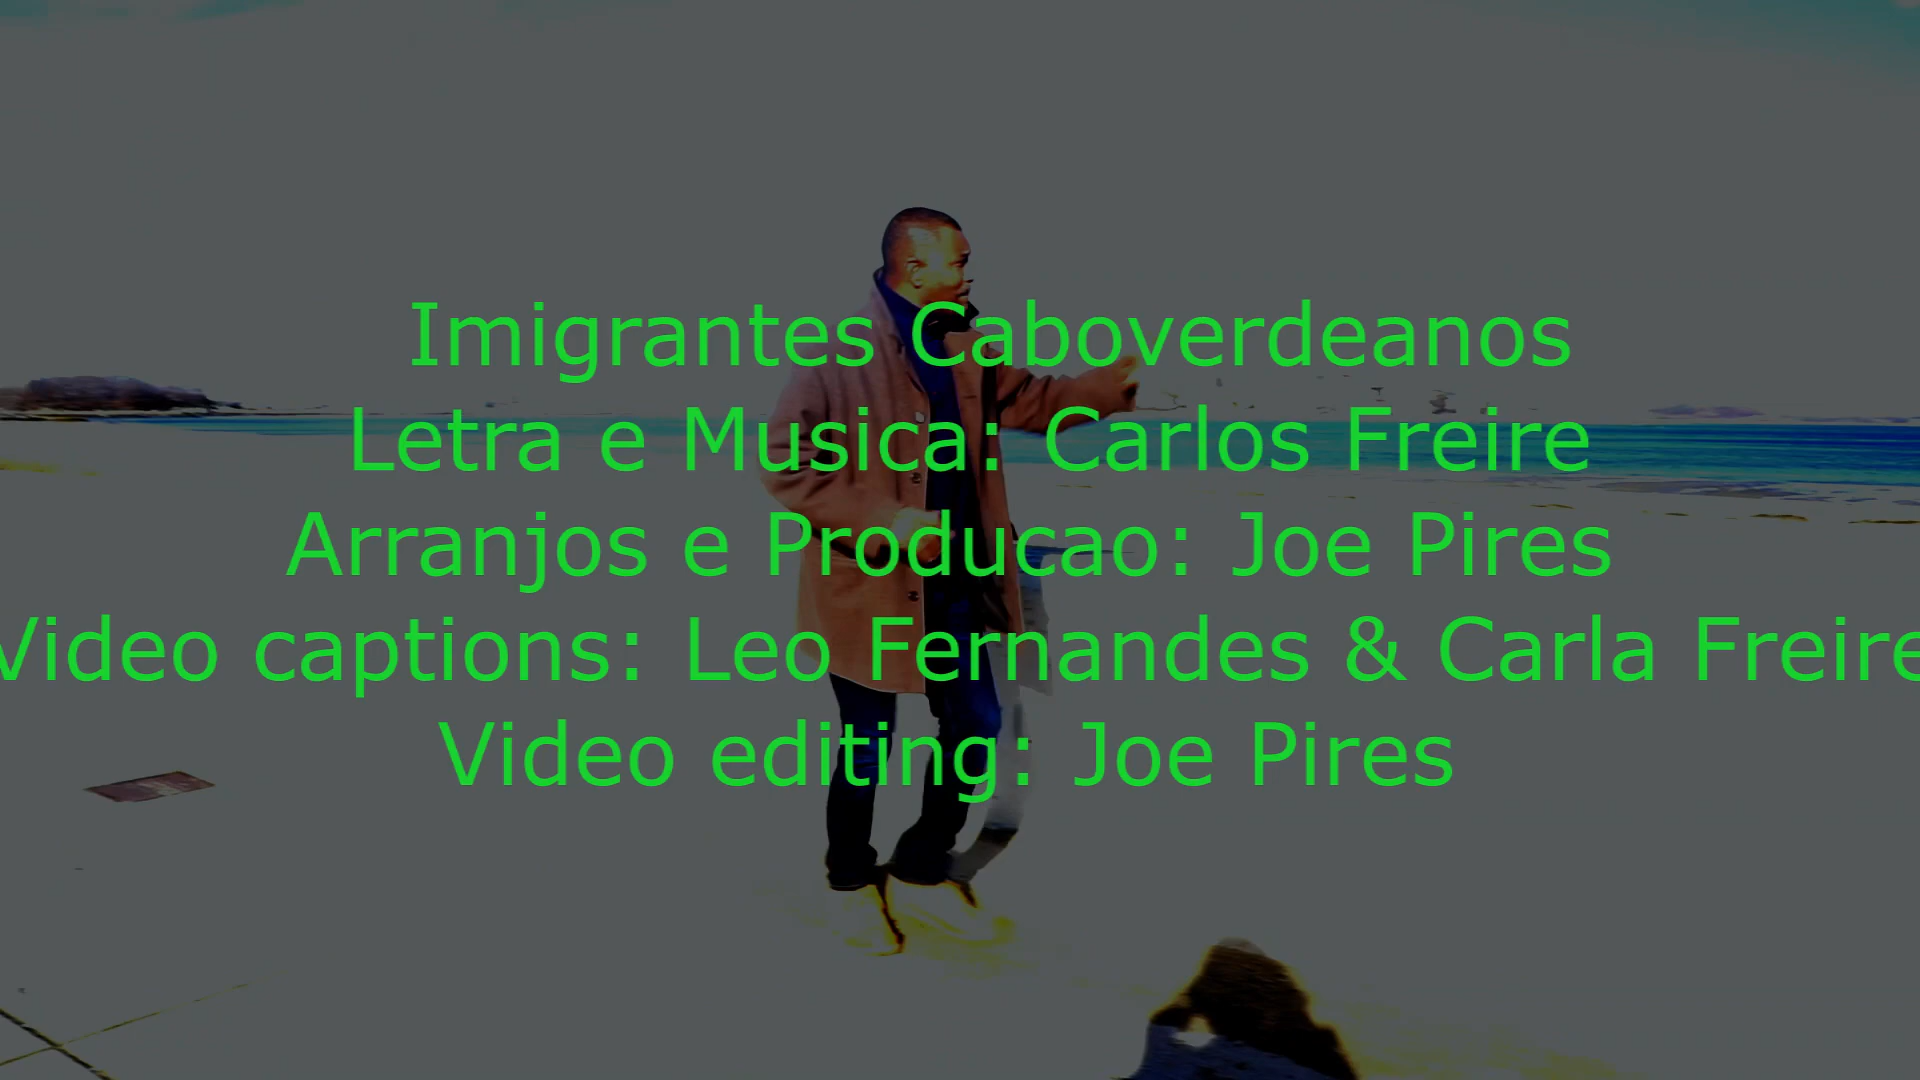 Imigrantes Caboverdeanos
Letra e Musica: Carlos Freire
Arranjos e Producao: Joe Pires
Video captions: Leo Fernandes & Carla Freire
Video editing: Joe Pires